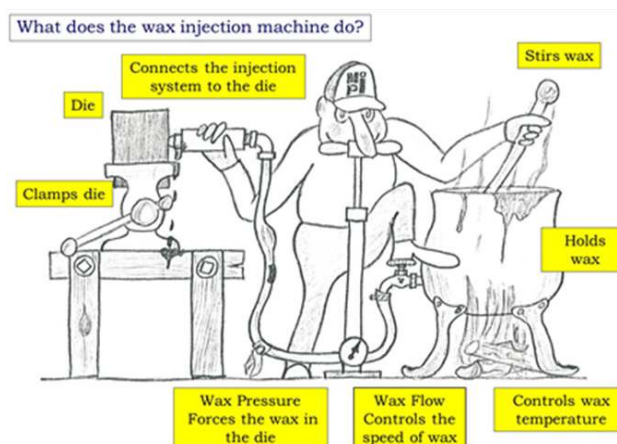 What does the wax injection machine do?
Connects the injection
system to the die
Stirs wax
Die
Clamps die
Holds
wax
Wax Pressure
Forces the wax in
the die
Wax Flow
Controls the
speed of wax
Controls wax
temperature